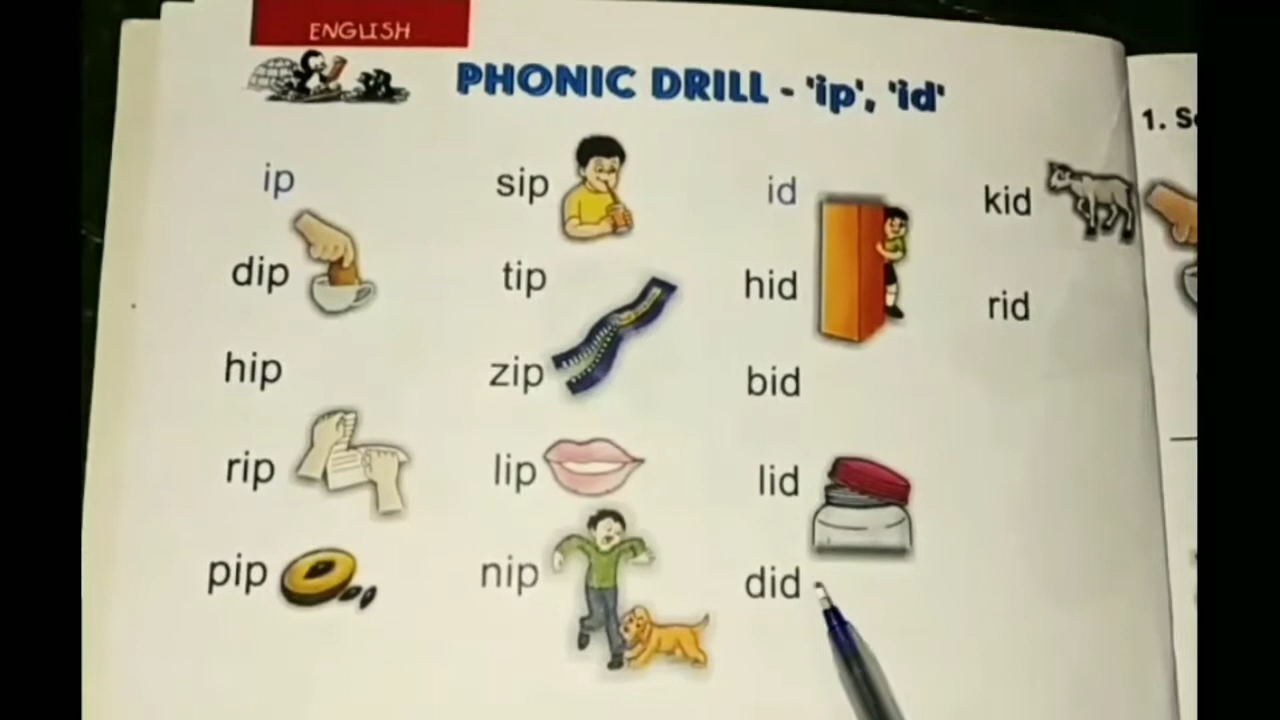 ENGLISH
PHONIC DRILL - 'ip', 'id'
ip
dip
hip
rip
pip
sip
tip
zip
lip
nip
id
hid
bid
lid
did
kid
rid
1. S